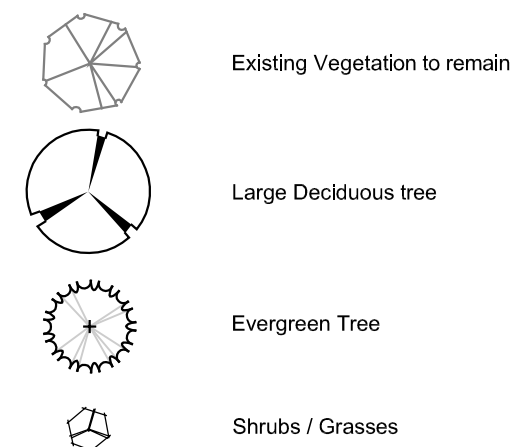 Existing Vegetation to remain
Large Deciduous tree
Evergreen Tree
Shrubs / Grasses